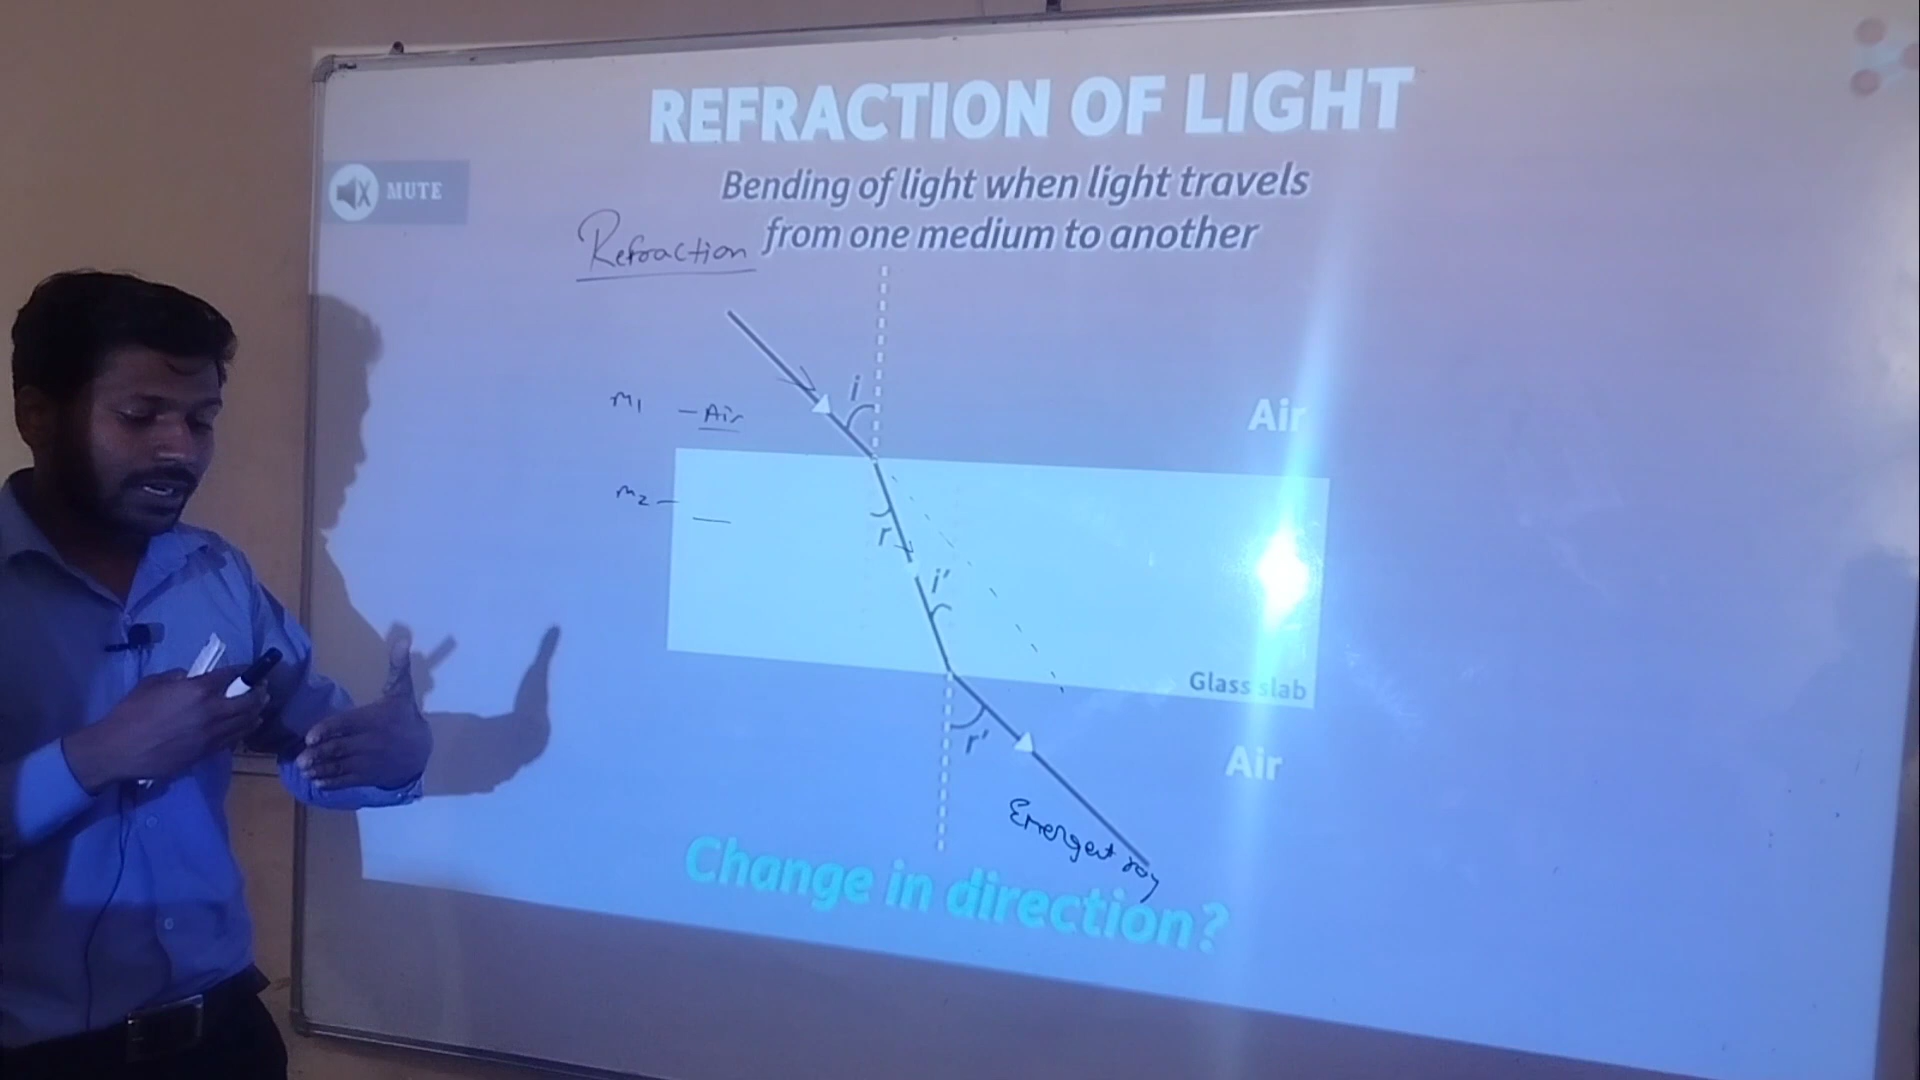 REFRACTION OF LIGHT
MUTE
Bending of light when light travels
from one medium to another
Refraction
i
m1 – Air
Air
m2 –
r
i'
Glass slab
r'
Air
Emergent ray
Change in direction?